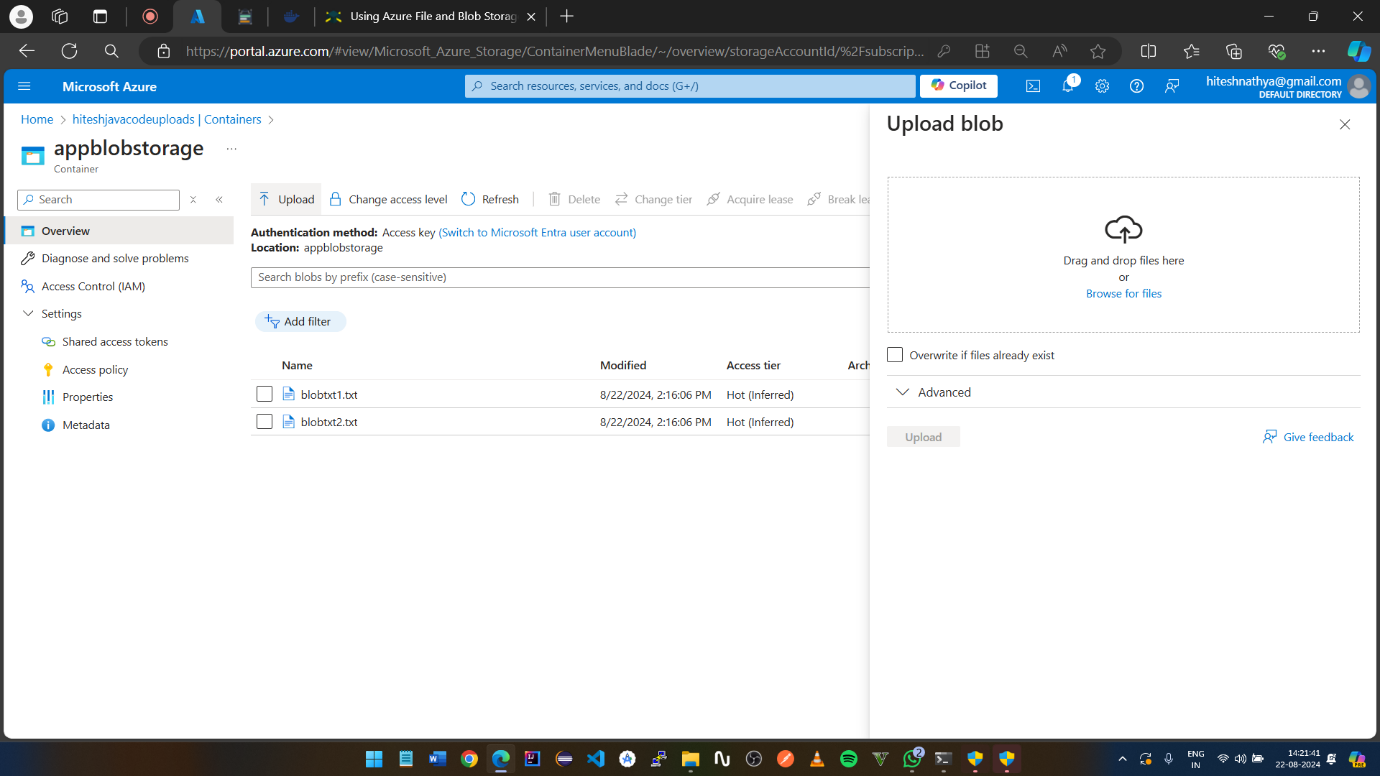 Using Azure File and Blob Storag
https://portal.azure.com/#view/Microsoft_Azure_Storage/ContainerMenuBlade/~/overview/storageAccountId/%2Fsubscrip...
Microsoft Azure
Search resources, services, and docs (G+/)
Copilot
1
hiteshnathya@gmail.com
DEFAULT DIRECTORY
Home > hiteshjavacodeuploads | Containers >
appblobstorage ...
Container
Search
Overview
Diagnose and solve problems
Access Control (IAM)
Settings
Shared access tokens
Access policy
Properties
Metadata
Upload Change access level Refresh Delete Change tier Acquire lease Break lea
Authentication method: Access key (Switch to Microsoft Entra user account)
Location: appblobstorage
Search blobs by prefix (case-sensitive)
Add filter
Name Modified Access tier Arch
blobtxt1.txt 8/22/2024, 2:16:06 PM Hot (Inferred)
blobtxt2.txt 8/22/2024, 2:16:06 PM Hot (Inferred)
Upload blob
Drag and drop files here
or
Browse for files
Overwrite if files already exist
Advanced
Upload
Give feedback
2
ENG
IN
14:21:41
22-08-2024